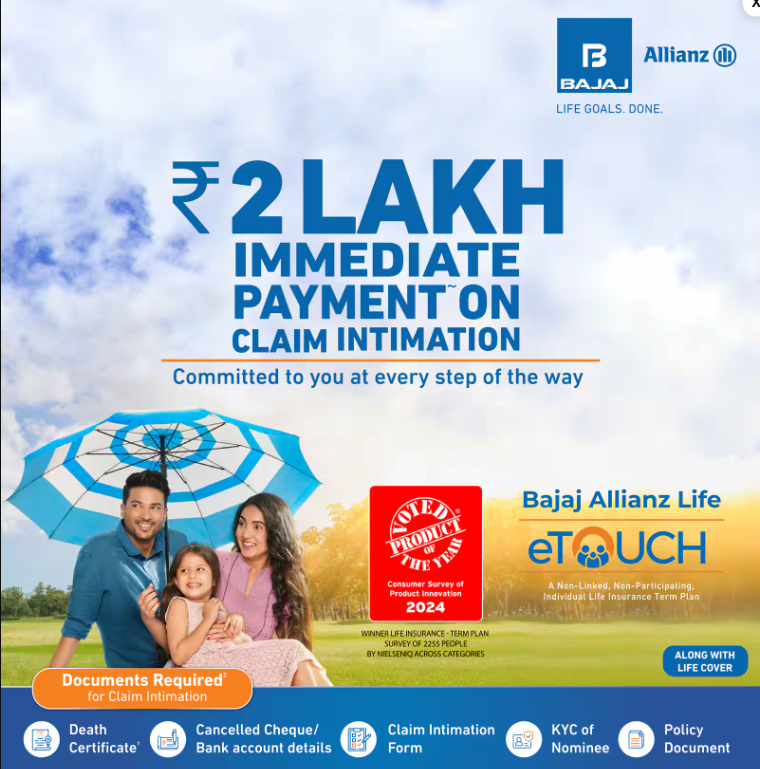 X
B
BAJAJ
Allianz
LIFE GOALS. DONE.
₹2 LAKH
IMMEDIATE
PAYMENT~ ON
CLAIM INTIMATION
Committed to you at every step of the way
VOTED
PRODUCT
OF
THE YEAR
®
Consumer Survey of
Product Innovation
2024
WINNER LIFE INSURANCE - TERM PLAN
SURVEY OF 2255 PEOPLE
BY NIELSENIQ ACROSS CATEGORIES
Bajaj Allianz Life
eTOUCH
A Non-Linked, Non-Participating,
Individual Life Insurance Term Plan
ALONG WITH
LIFE COVER
Documents Required
for Claim Intimation
Death
Certificate
Cancelled Cheque/
Bank account details
Claim Intimation
Form
KYC of
Nominee
Policy
Document